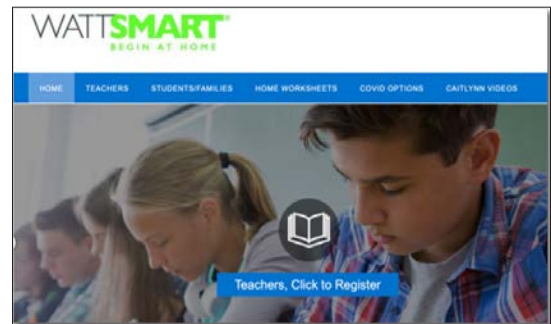 WATTSMART®
BEGIN AT HOME
HOME TEACHERS STUDENTS/FAMILIES HOME WORKSHEETS COVID OPTIONS CAITLYNN VIDEOS
Teachers, Click to Register